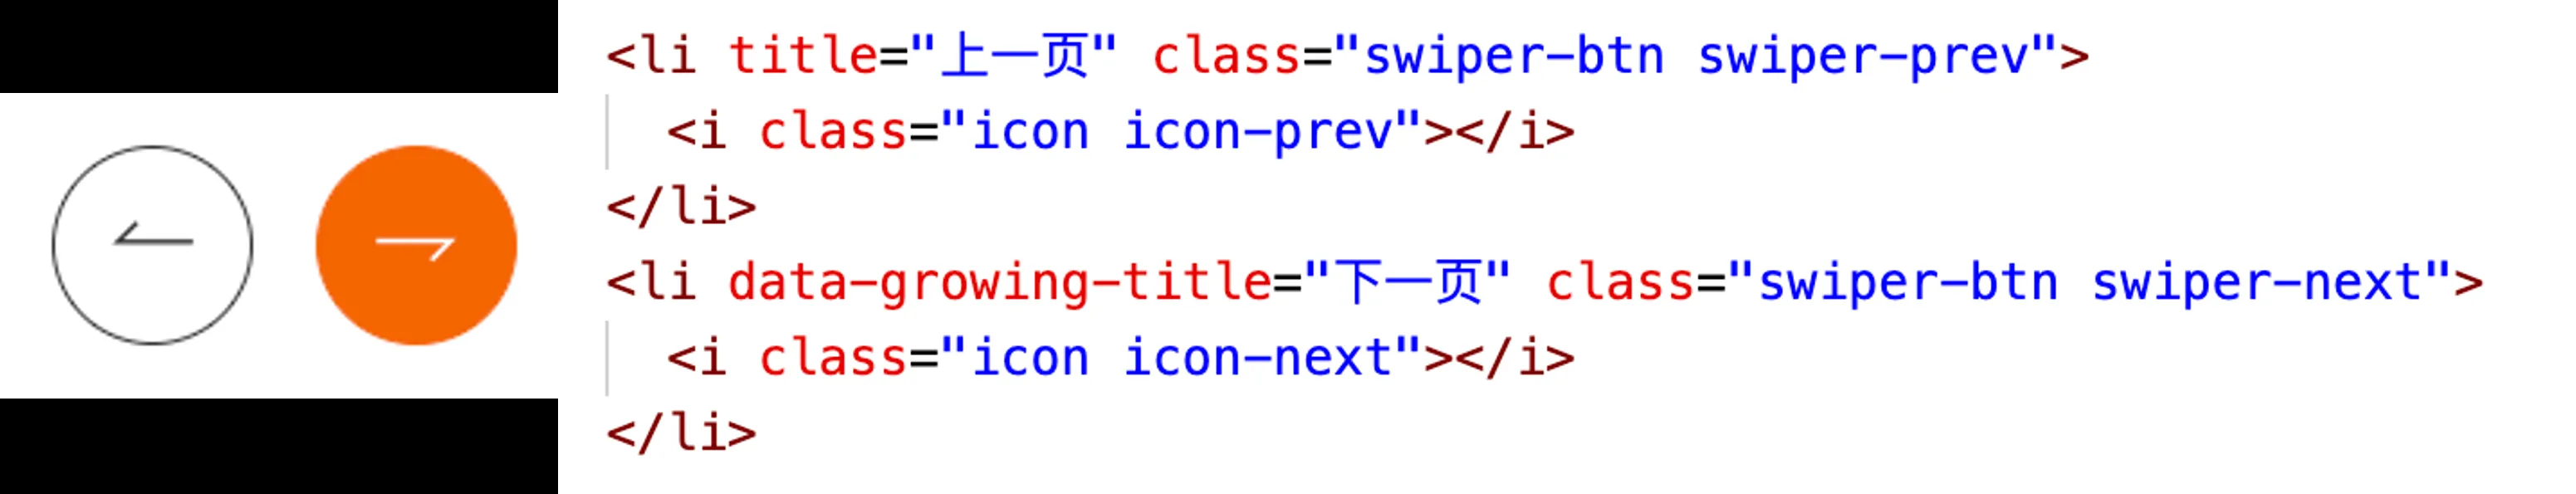 <li title="上一页" class="swiper-btn swiper-prev">
<i class="icon icon-prev"></i>
</li>
<li data-growing-title="下一页" class="swiper-btn swiper-next">
<i class="icon icon-next"></i>
</li>